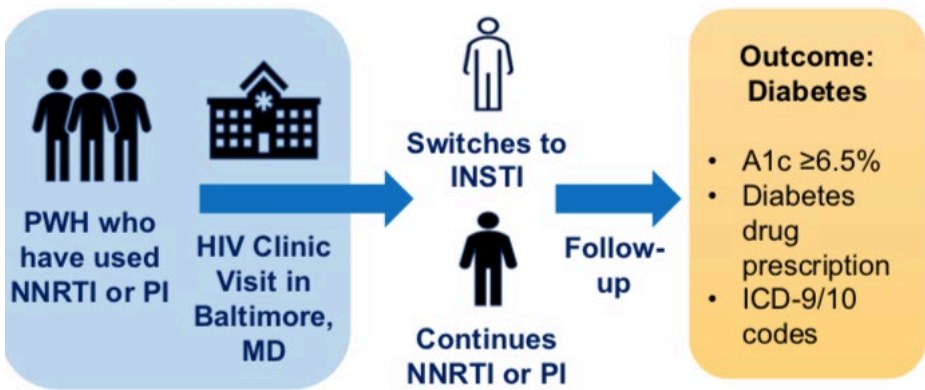 PWH who
have used
NNRTI or PI
HIV Clinic
Visit in
Baltimore,
MD
Switches to
INSTI
Continues
NNRTI or PI
Follow-
up
Outcome:
Diabetes
• A1c ≥6.5%
• Diabetes
drug
prescription
• ICD-9/10
codes